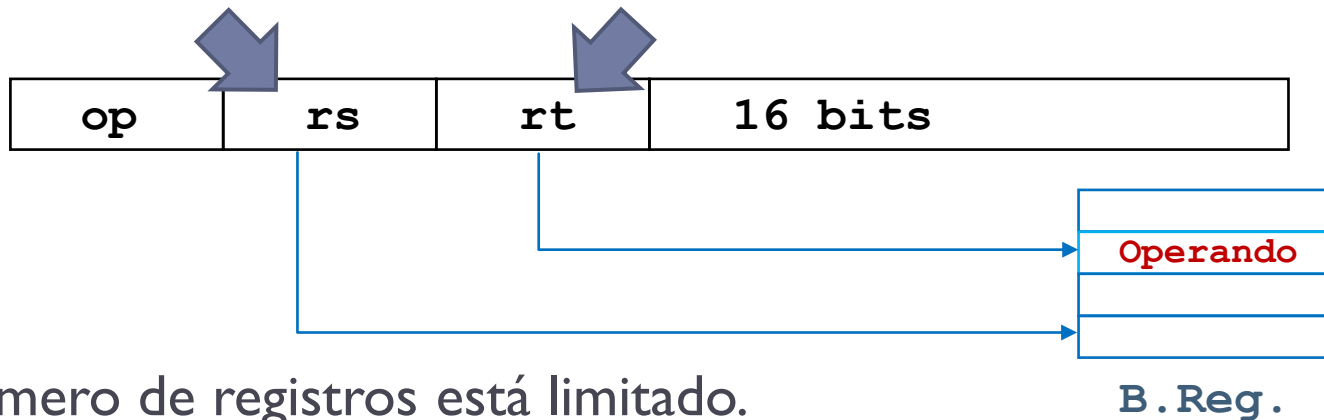 op rs rt 16 bits
Operando
mero de registros está limitado.
B.Reg.